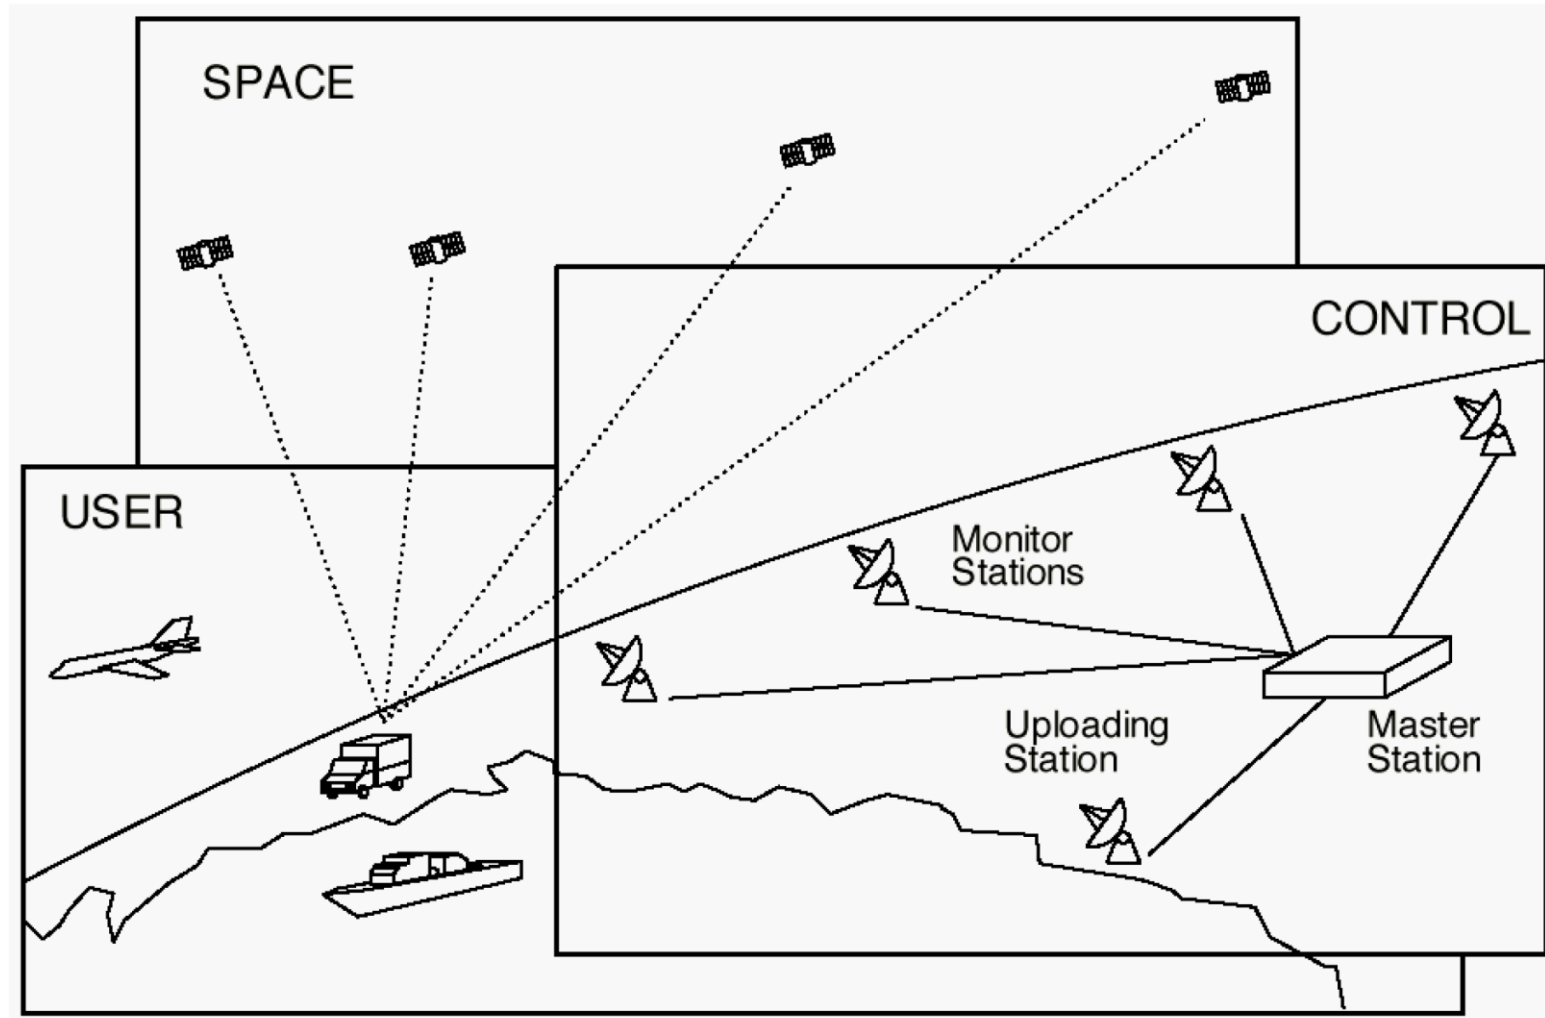 SPACE
CONTROL
USER
Monitor
Stations
Uploading
Station
Master
Station